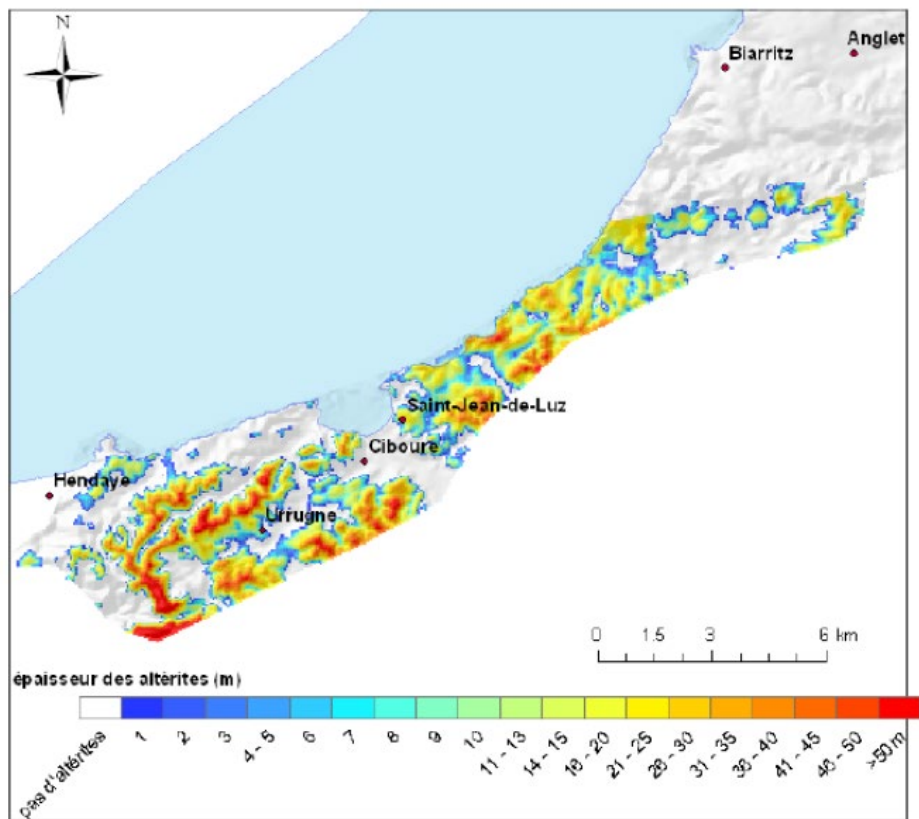 N
Biarritz
Anglet
Saint-Jean-de-Luz
Ciboure
Hendaye
Urrugne
0 1.5 3 6 km
épaisseur des altérites (m)
pas d'altérites 1 2 3 4 - 5 6 7 8 9 10 11 - 13 14 - 15 16 - 20 21 - 25 26 - 30 31 - 35 36 - 40 41 - 45 46 - 50 >50 m